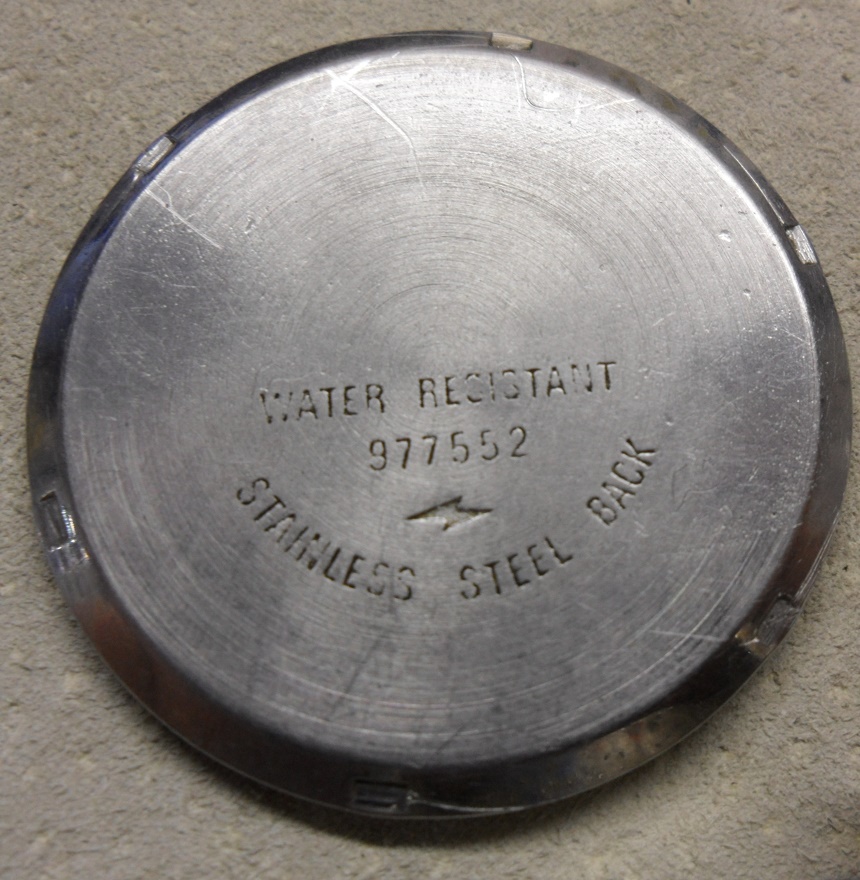 WATER RESISTANT
977552
STAINLESS STEEL BACK